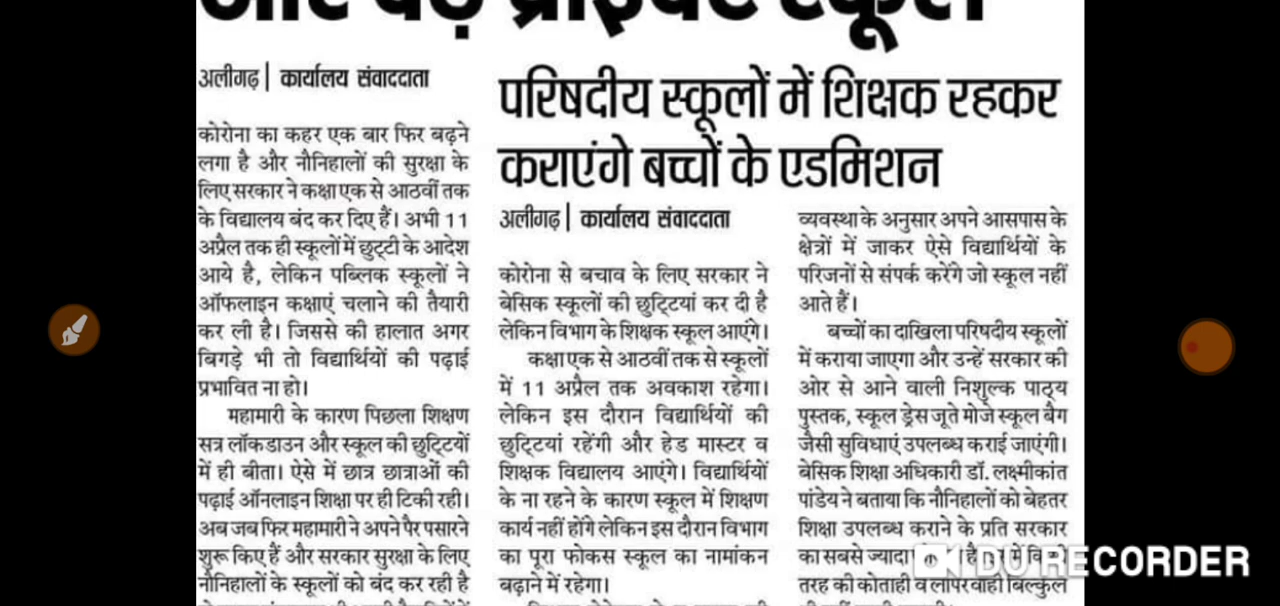 अलीगढ़| कार्यालय संवाददाता
कोरोना का कहर एक बार फिर बढ़ने
लगा है और नौनिहालों की सुरक्षा के
लिए सरकार ने कक्षा एक से आठवीं तक
के विद्यालय बंद कर दिए हैं। अभी 11
अप्रैल तक ही स्कूलों में छुट्टी के आदेश
आये है, लेकिन पब्लिक स्कूलों ने
ऑफलाइन कक्षाएं चलाने की तैयारी
कर ली है। जिससे की हालात अगर
बिगड़े भी तो विद्यार्थियों की पढ़ाई
प्रभावित ना हो।
महामारी के कारण पिछला शिक्षण
सत्र लॉकडाउन और स्कूल की छुट्टियों
में ही बीता। ऐसे में छात्र छात्राओं की
पढ़ाई ऑनलाइन शिक्षा पर ही टिकी रही।
अब जब फिर महामारी ने अपने पैर पसारने
शुरू किए हैं और सरकार सुरक्षा के लिए
नौनिहालों के स्कूलों को बंद कर रही है
परिषदीय स्कूलों में शिक्षक रहकर
कराएंगे बच्चों के एडमिशन
अलीगढ़| कार्यालय संवाददाता
कोरोना से बचाव के लिए सरकार ने
बेसिक स्कूलों की छुट्टियां कर दी है
लेकिन विभाग के शिक्षक स्कूल आएंगे।
कक्षा एक से आठवीं तक से स्कूलों
में 11 अप्रैल तक अवकाश रहेगा।
लेकिन इस दौरान विद्यार्थियों की
छुट्टियां रहेंगी और हेड मास्टर व
शिक्षक विद्यालय आएंगे। विद्यार्थियों
के ना रहने के कारण स्कूल में शिक्षण
कार्य नहीं होंगे लेकिन इस दौरान विभाग
का पूरा फोकस स्कूल का नामांकन
बढ़ाने में रहेगा।
व्यवस्था के अनुसार अपने आसपास के
क्षेत्रों में जाकर ऐसे विद्यार्थियों के
परिजनों से संपर्क करेंगे जो स्कूल नहीं
आते हैं।
बच्चों का दाखिला परिषदीय स्कूलों
में कराया जाएगा और उन्हें सरकार की
ओर से आने वाली निशुल्क पाठ्य
पुस्तक, स्कूल ड्रेस जूते मोजे स्कूल बैग
जैसी सुविधाएं उपलब्ध कराई जाएंगी।
बेसिक शिक्षा अधिकारी डॉ. लक्ष्मीकांत
पांडेय ने बताया कि नौनिहालों को बेहतर
शिक्षा उपलब्ध कराने के प्रति सरकार
का सबसे ज्यादा
तरह की कोताही व लापरवाही बिल्कुल
DU RECORDER